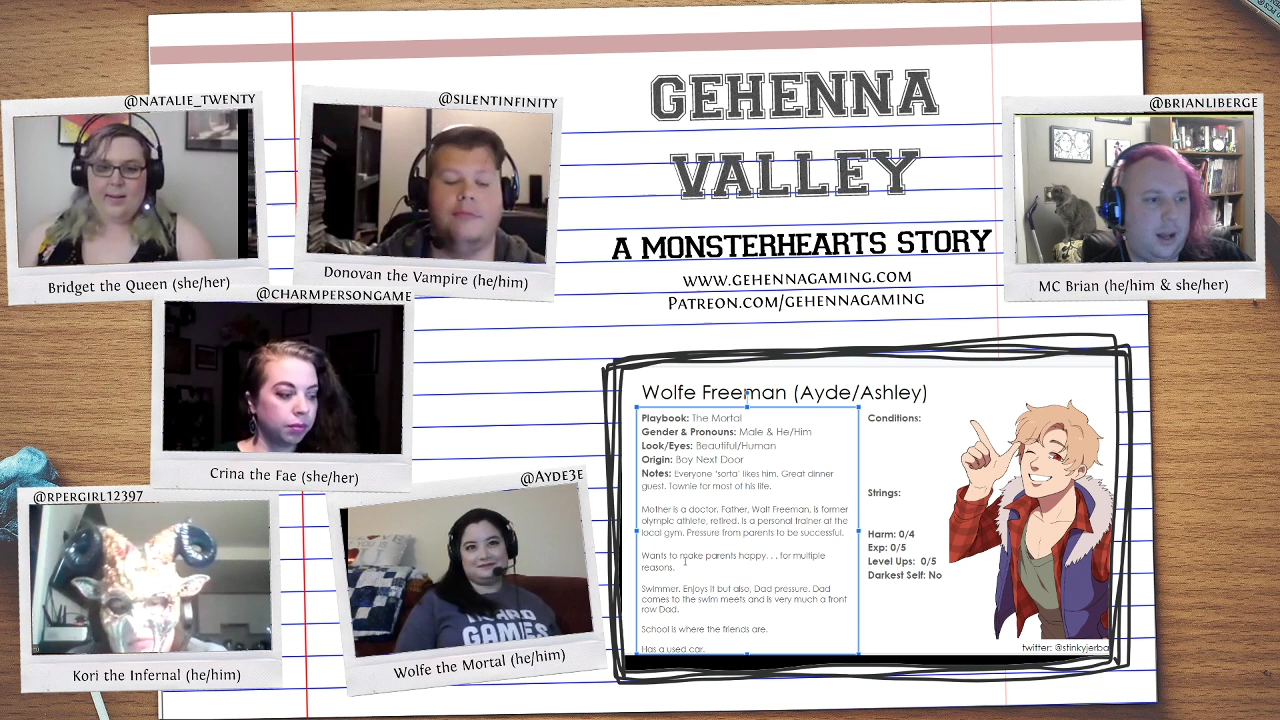 @NATALIE_TWENTY
Bridget the Queen (she/her)
@SILENTINFINITY
Donovan the Vampire (he/him)
@CHARMPERSONGAME
Crina the Fae (she/her)
@RPERGIRL12397
Kori the Infernal (he/him)
@AYDE3E
GAMES
Wolfe the Mortal (he/him)
GEHENNA
VALLEY
A MONSTERHEARTS STORY
WWW.GEHENNAGAMING.COM
PATREON.COM/GEHENNAGAMING
@BRIANLIBERGE
MC Brian (he/him & she/her)
Wolfe Freeman (Ayde/Ashley)
Playbook: The Mortal
Gender & Pronouns: Male & He/Him
Look/Eyes: Beautiful/Human
Origin: Boy Next Door
Notes: Everyone 'sorta' likes him. Great dinner
guest. Townie for most of his life.
Mother is a doctor. Father, Walt Freeman, is former
olympic athlete, retired. Is a personal trainer at the
local gym. Pressure from parents to be successful.
Wants to make parents happy. . . for multiple
reasons.
Swimmer. Enjoys it but also, Dad pressure. Dad
comes to the swim meets and is very much a front
row Dad.
School is where the friends are.
Has a used car.
Conditions:
Strings:
Harm: 0/4
Exp: 0/5
Level Ups: 0/5
Darkest Self: No
twitter: @stinkyjerba